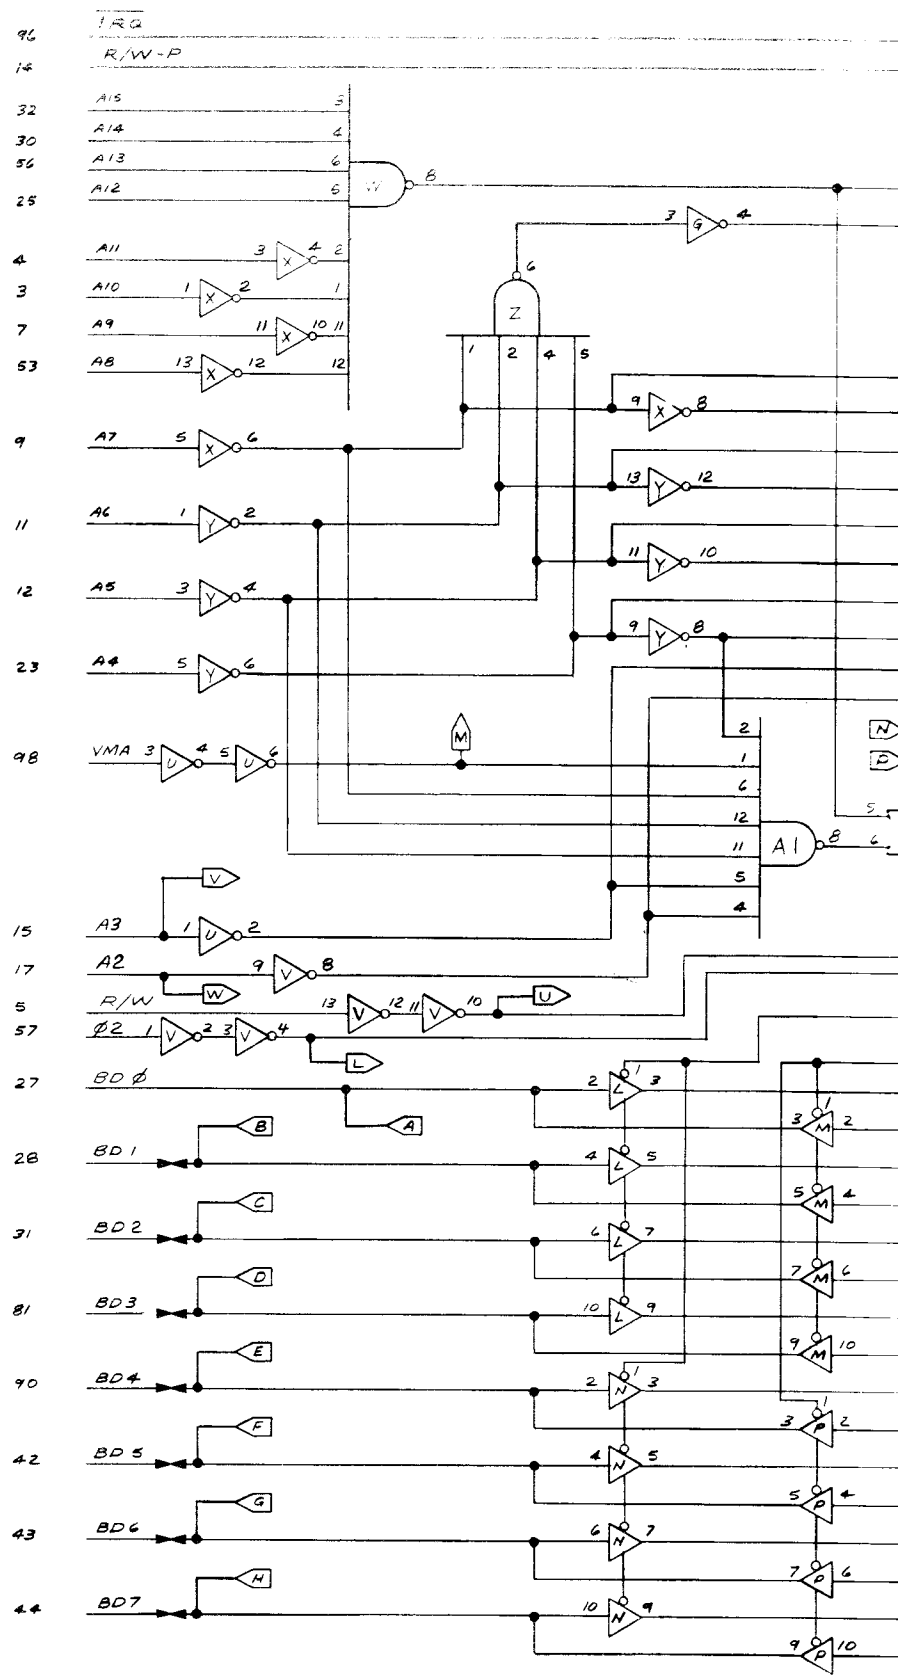 96 IRQ
14 R/W-P
32 A15 3
30 A14 4
56 A13 6 W 8
25 A12 5
3 G 4
4 A11 3 X 4 2
6
3 A10 1 X 2 1
Z
7 A9 11 X 10 11
1 2 4 5
53 A8 13 X 12 12
9 X 8
9 A7 5 X 6
13 Y 12
11 A6 1 Y 2
11 Y 10
12 A5 3 Y 4
9 Y 8
23 A4 5 Y 6
M 2 N
98 VMA 3 U 4 5 U 6 1 P
6
12 5
11 A1 8 6
V 5
4
15 A3 1 U 2
17 A2 9 V 8
W U
5 R/W 13 V 12 11 V 10
57 Ø2 1 V 2 3 V 4
L 1
27 BD Ø 2 L 3
1
B A 3 M 2
28 BD 1 4 L 5
C 5 M 4
31 BD 2 6 L 7
D 7 M 6
81 BD 3 10 L 9
E 1 9 M 10
90 BD 4 2 N 3
1
F 3 P 2
42 BD 5 4 N 5
G 5 P 4
43 BD 6 6 N 7
H 7 P 6
44 BD 7 10 N 9
9 P 10